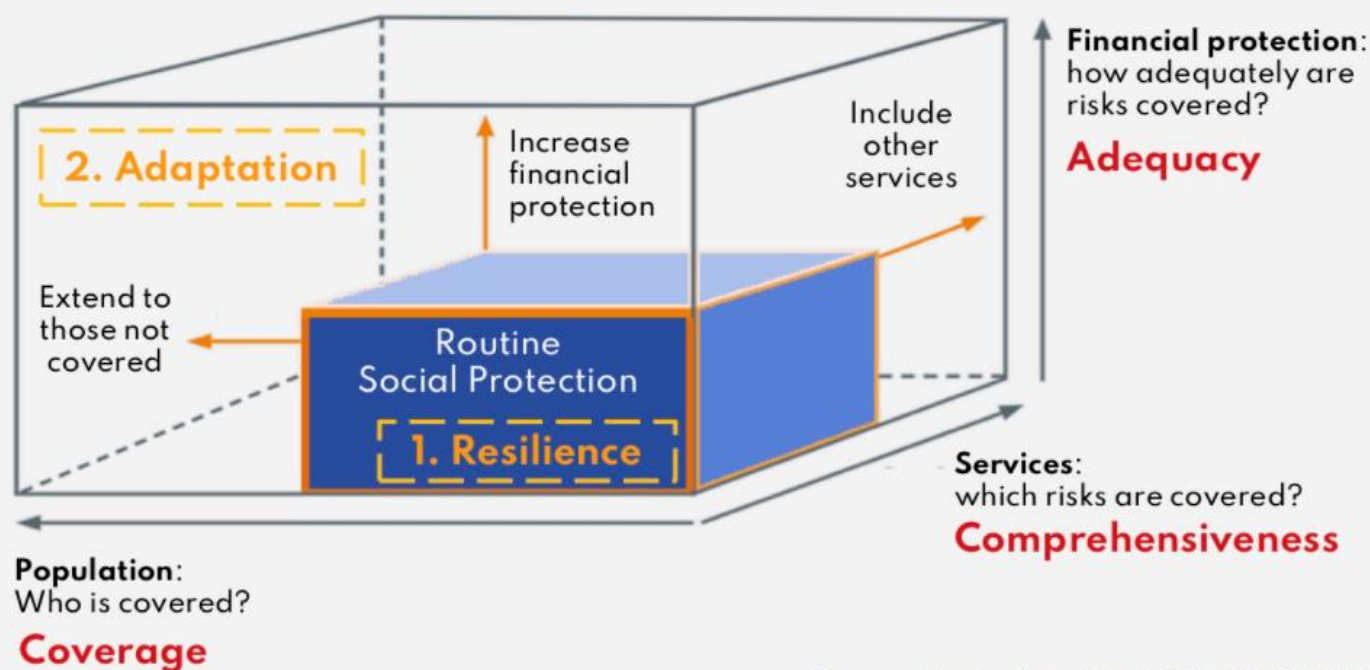 Financial protection:
how adequately are
risks covered?
Adequacy
Include
other
services
Increase
financial
protection
2. Adaptation
Extend to
those not
covered
Routine
Social Protection
1. Resilience
Services:
which risks are covered?
Comprehensiveness
Population:
Who is covered?
Coverage